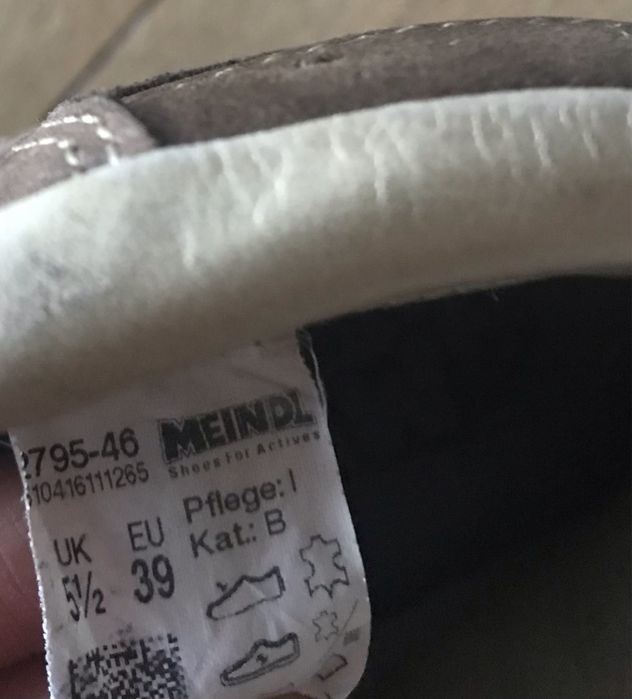 2795-46
MEINDL
Shoes For Actives
10416111265
Pflege: I
Kat.: B
UK
EU
5½
39